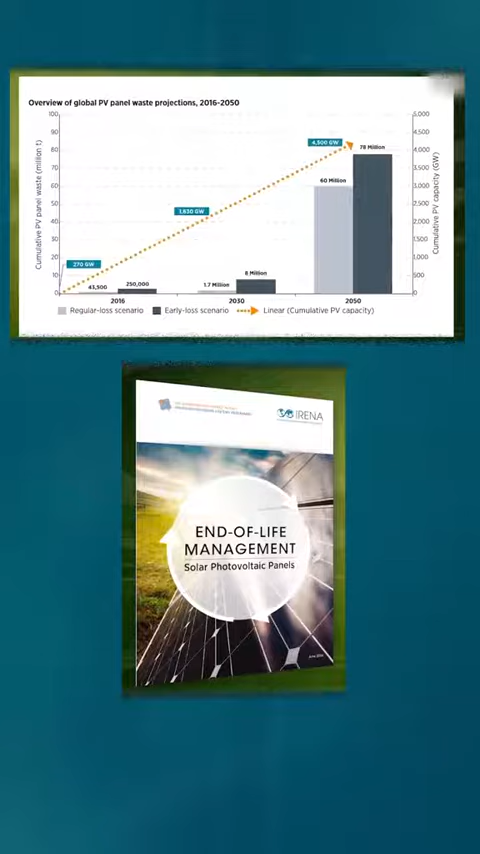 Overview of global PV panel waste projections, 2016-2050
Cumulative PV panel waste (million t)
100
90
80
70
60
50
40
30
20
10
0
5,000
4,500
4,000
3,500
3,000
2,500
2,000
1,500
1,000
500
0
Cumulative PV capacity (GW)
4,500 GW
78 Million
60 Million
1,630 GW
270 GW
43,500
250,000
1.7 Million
8 Million
2016
2030
2050
Regular-loss scenario
Early-loss scenario
Linear (Cumulative PV capacity)
IRENA
END-OF-LIFE
MANAGEMENT
Solar Photovoltaic Panels